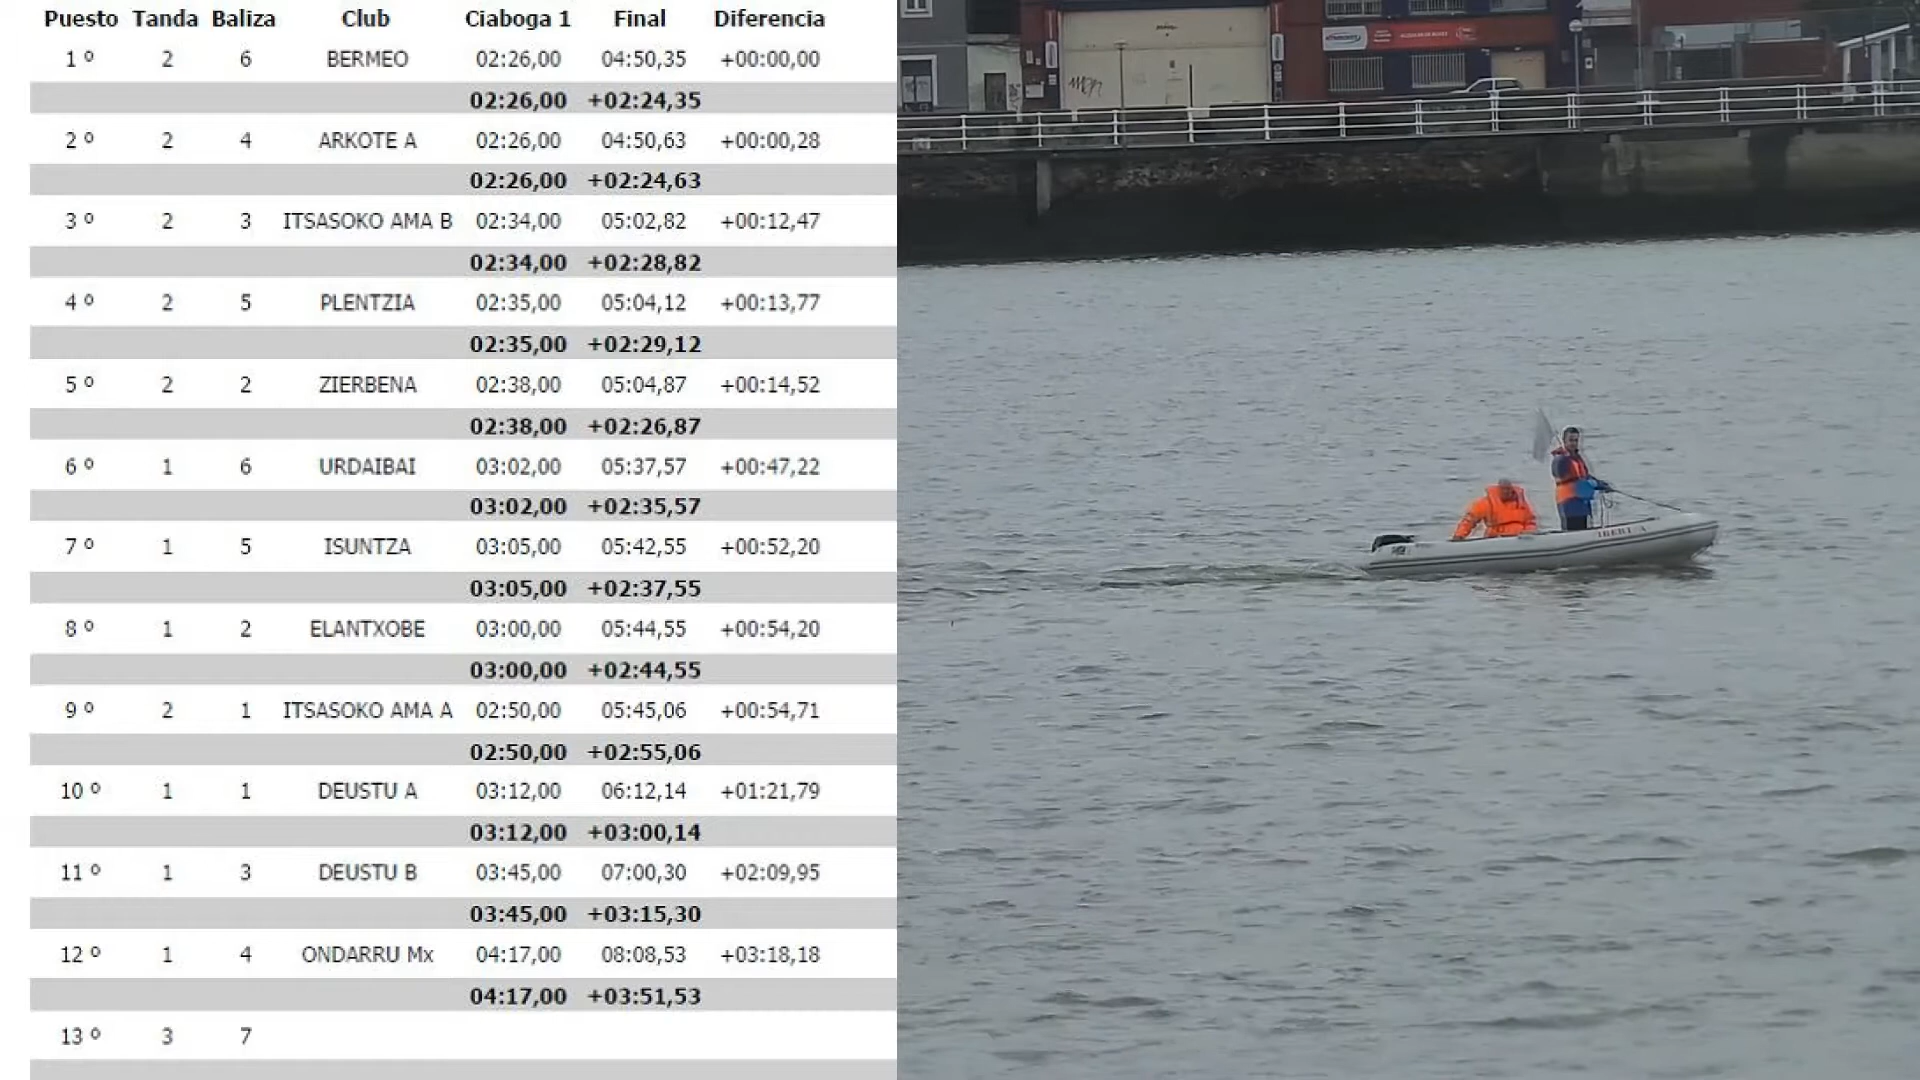 Puesto Tanda Baliza Club Ciaboga 1 Final Diferencia
1 º 2 6 BERMEO 02:26,00 04:50,35 +00:00,00
02:26,00 +02:24,35
2 º 2 4 ARKOTE A 02:26,00 04:50,63 +00:00,28
02:26,00 +02:24,63
3 º 2 3 ITSASOKO AMA B 02:34,00 05:02,82 +00:12,47
02:34,00 +02:28,82
4 º 2 5 PLENTZIA 02:35,00 05:04,12 +00:13,77
02:35,00 +02:29,12
5 º 2 2 ZIERBENA 02:38,00 05:04,87 +00:14,52
02:38,00 +02:26,87
6 º 1 6 URDAIBAI 03:02,00 05:37,57 +00:47,22
03:02,00 +02:35,57
7 º 1 5 ISUNTZA 03:05,00 05:42,55 +00:52,20
03:05,00 +02:37,55
8 º 1 2 ELANTXOBE 03:00,00 05:44,55 +00:54,20
03:00,00 +02:44,55
9 º 2 1 ITSASOKO AMA A 02:50,00 05:45,06 +00:54,71
02:50,00 +02:55,06
10 º 1 1 DEUSTU A 03:12,00 06:12,14 +01:21,79
03:12,00 +03:00,14
11 º 1 3 DEUSTU B 03:45,00 07:00,30 +02:09,95
03:45,00 +03:15,30
12 º 1 4 ONDARRU Mx 04:17,00 08:08,53 +03:18,18
04:17,00 +03:51,53
13 º 3 7